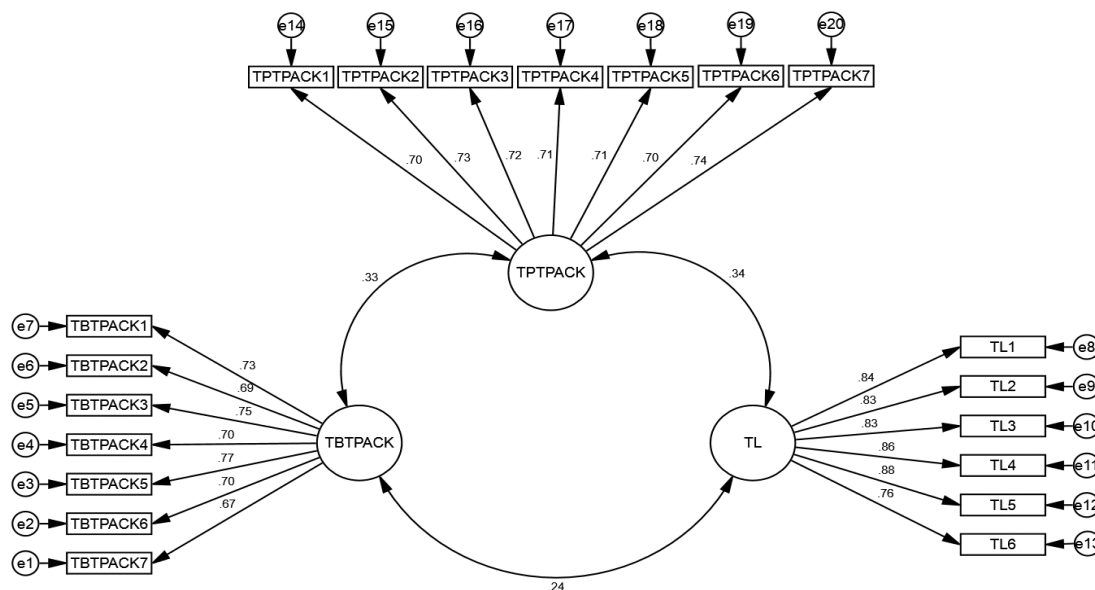 e14 e15 e16 e17 e18 e19 e20
TPTPACK1 TPTPACK2 TPTPACK3 TPTPACK4 TPTPACK5 TPTPACK6 TPTPACK7
.70 .73 .72 .71 .71 .70 .74
TPTPACK
.33 .34
e7 TBTPACK1
e6 TBTPACK2
e5 TBTPACK3
e4 TBTPACK4
e3 TBTPACK5
e2 TBTPACK6
e1 TBTPACK7
.73
.69
.75
.70
.77
.70
.67
TBTPACK
TL
.84
.83
.83
.86
.88
.76
TL1 e8
TL2 e9
TL3 e10
TL4 e11
TL5 e12
TL6 e13
.24